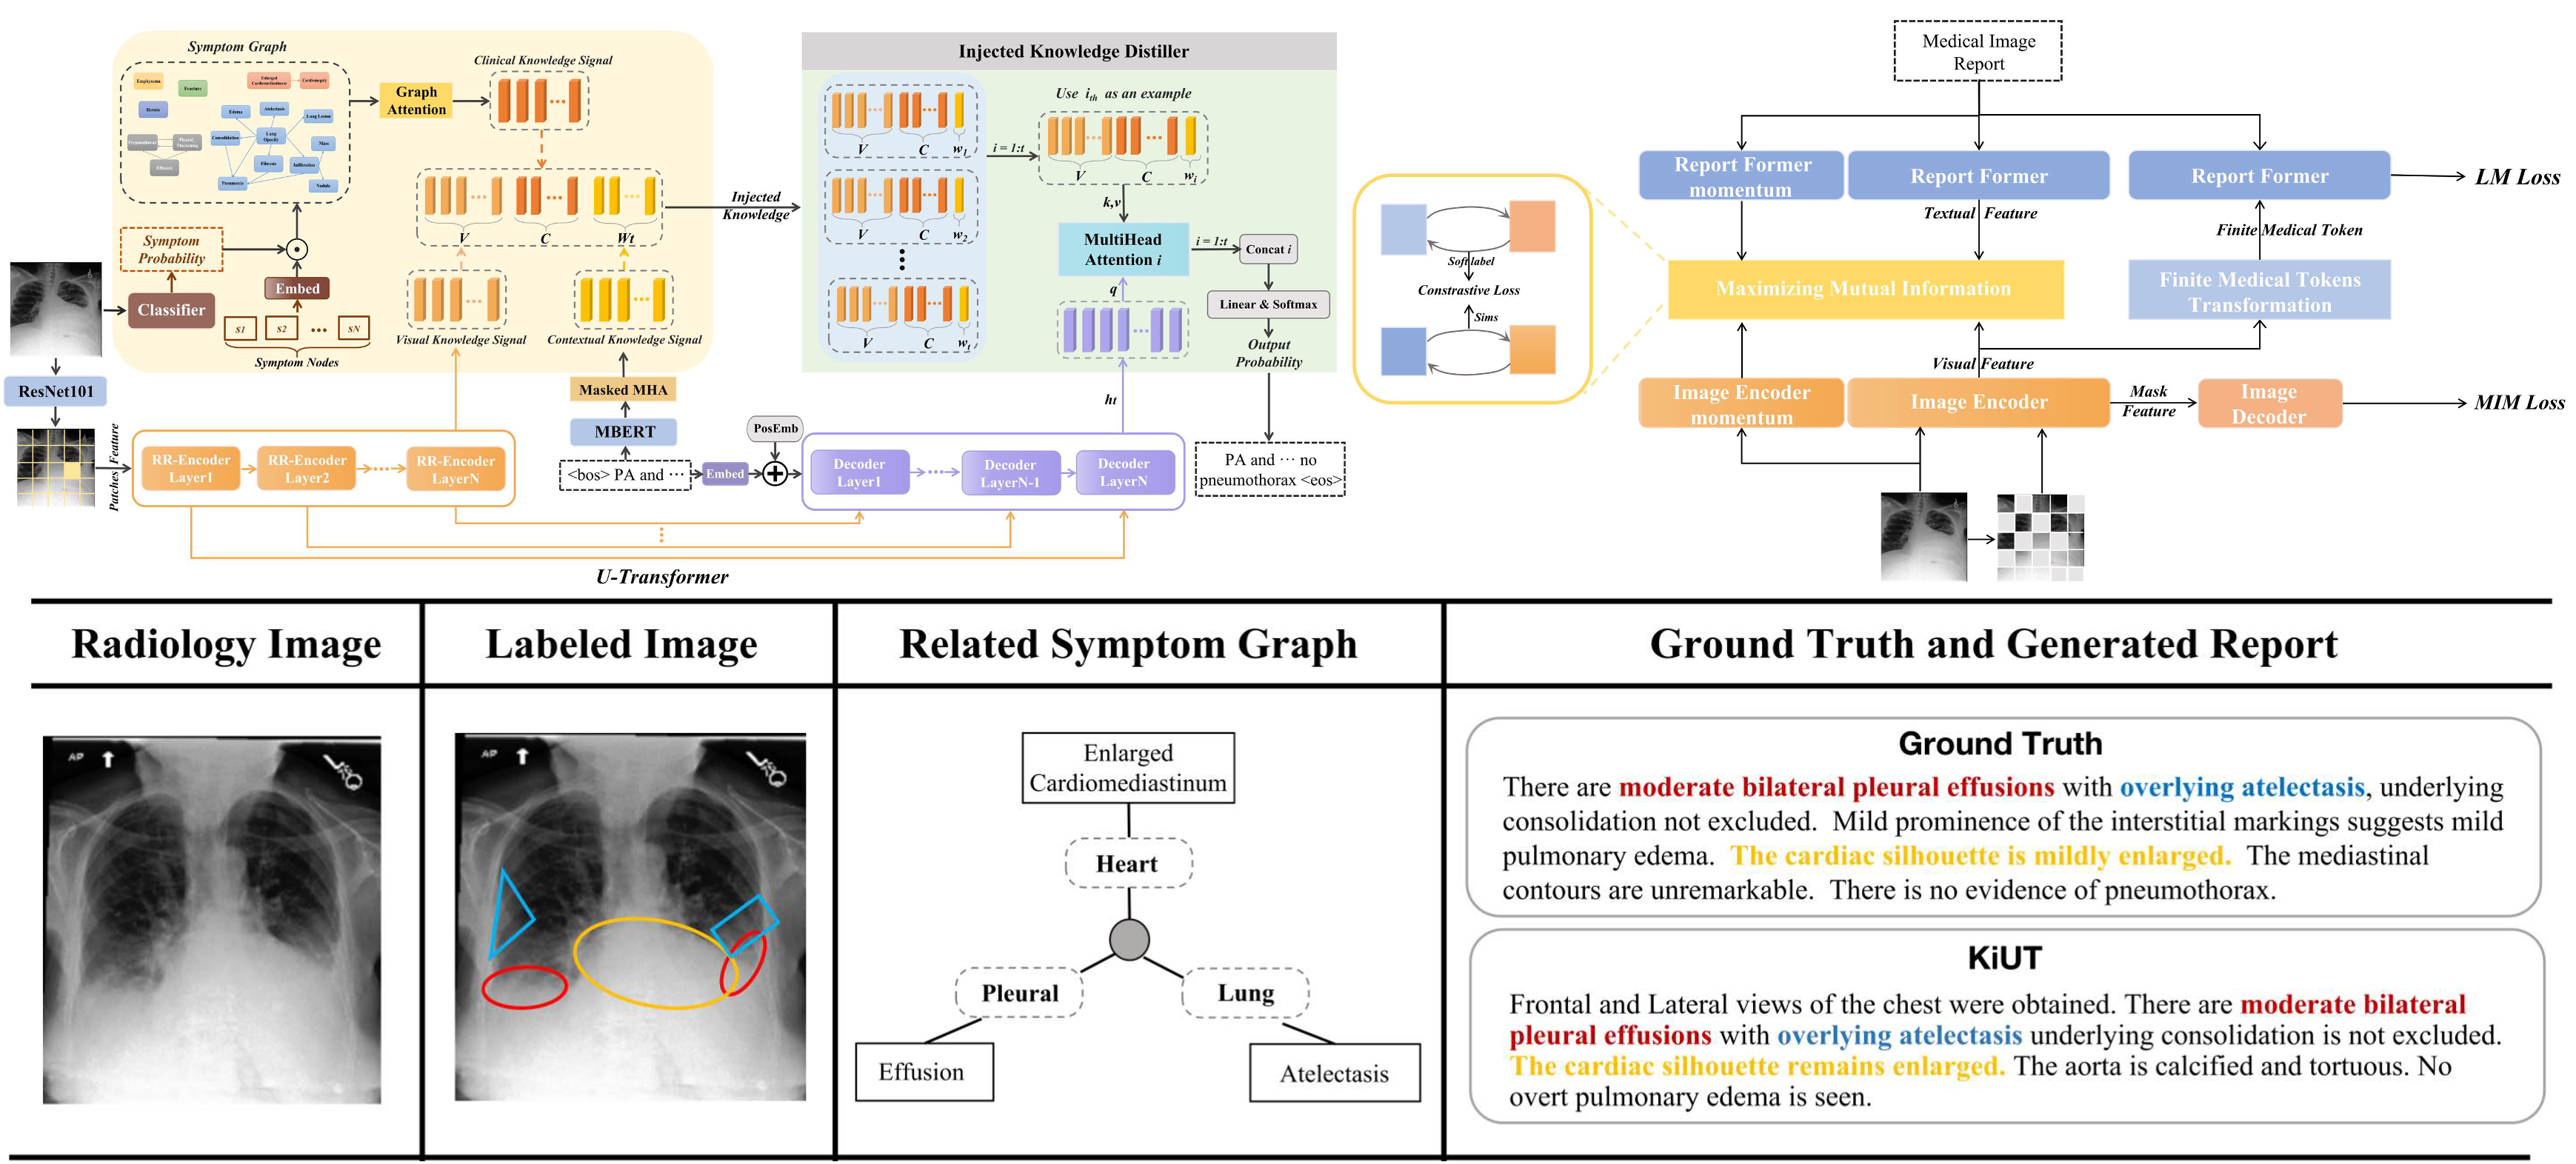 Symptom Graph
Emphysema
Fracture
Enlarged Cardiomediastinum
Cardiomegaly
Hernia
Edema
Atelectasis
Lung Lesion
Consolidation
Lung Opacity
Mass
Pneumothorax
Pleural Thickening
Effusion
Fibrosis
Infiltration
Pneumonia
Nodule
Graph
Attention
Clinical Knowledge Signal
Symptom
Probability
Classifier
Embed
S1 S2 ... SN
Symptom Nodes
V C Wt
Visual Knowledge Signal
Contextual Knowledge Signal
Injected
Knowledge
ResNet101
Patches Feature
RR-Encoder
Layer1
RR-Encoder
Layer2
RR-Encoder
LayerN
Masked MHA
MBERT
<bos> PA and ...
Embed
PosEmb
Decoder
Layer1
Decoder
LayerN-1
Decoder
LayerN
U-Transformer
Injected Knowledge Distiller
V C w1
V C w2
V C wt
i = 1:t
Use ith as an example
V C wi
k,v
MultiHead
Attention i
q
ht
i = 1:t
Concat i
Linear & Softmax
Output
Probability
PA and ... no
pneumothorax <eos>
Medical Image
Report
Report Former
momentum
Report Former
Report Former
LM Loss
Textual Feature
Finite Medical Token
Soft label
Constrastive Loss
Sims
Maximizing Mutual Information
Finite Medical Tokens
Transformation
Visual Feature
Image Encoder
momentum
Image Encoder
Mask
Feature
Image
Decoder
MIM Loss
Radiology Image
Labeled Image
Related Symptom Graph
Ground Truth and Generated Report
AP
AP
Enlarged
Cardiomediastinum
Heart
Pleural
Lung
Effusion
Atelectasis
Ground Truth
There are moderate bilateral pleural effusions with overlying atelectasis, underlying
consolidation not excluded. Mild prominence of the interstitial markings suggests mild
pulmonary edema. The cardiac silhouette is mildly enlarged. The mediastinal
contours are unremarkable. There is no evidence of pneumothorax.
KiUT
Frontal and Lateral views of the chest were obtained. There are moderate bilateral
pleural effusions with overlying atelectasis underlying consolidation is not excluded.
The cardiac silhouette remains enlarged. The aorta is calcified and tortuous. No
overt pulmonary edema is seen.